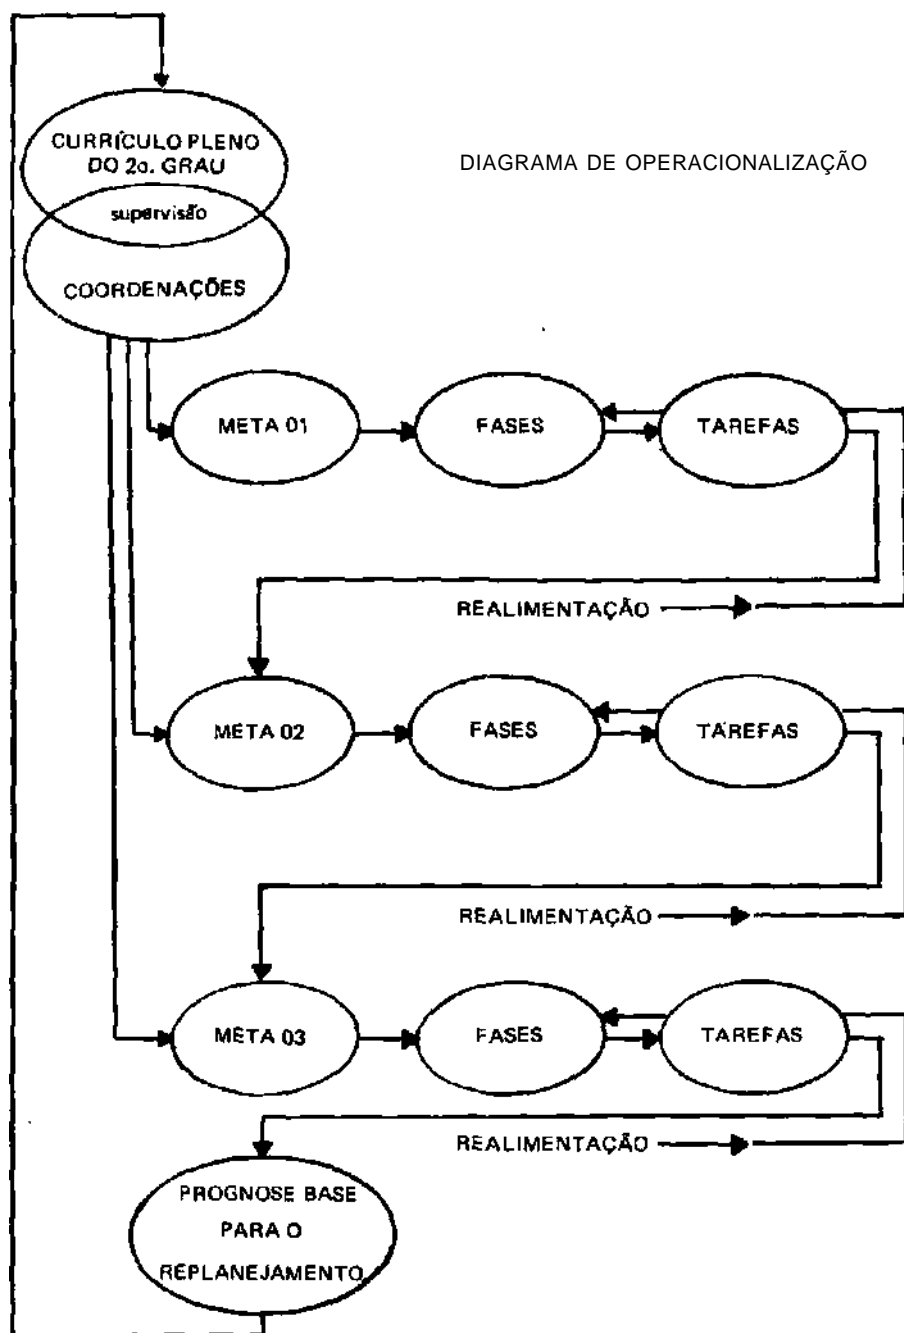 CURRÍCULO PLENO
DO 2o. GRAU
supervisão
COORDENAÇÕES
DIAGRAMA DE OPERACIONALIZAÇÃO
META 01
FASES
TAREFAS
REALIMENTAÇÃO
META 02
FASES
TAREFAS
REALIMENTAÇÃO
META 03
FASES
TAREFAS
REALIMENTAÇÃO
PROGNOSE BASE
PARA O
REPLANEJAMENTO